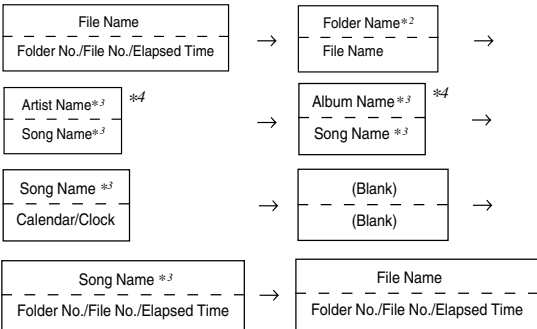 File Name
Folder No./File No./Elapsed Time
→
Folder Name*2
File Name
→
Artist Name*3
Song Name*3
*4
→
Album Name*3
Song Name *3
*4
→
Song Name *3
Calendar/Clock
→
(Blank)
(Blank)
→
Song Name *3
Folder No./File No./Elapsed Time
→
File Name
Folder No./File No./Elapsed Time